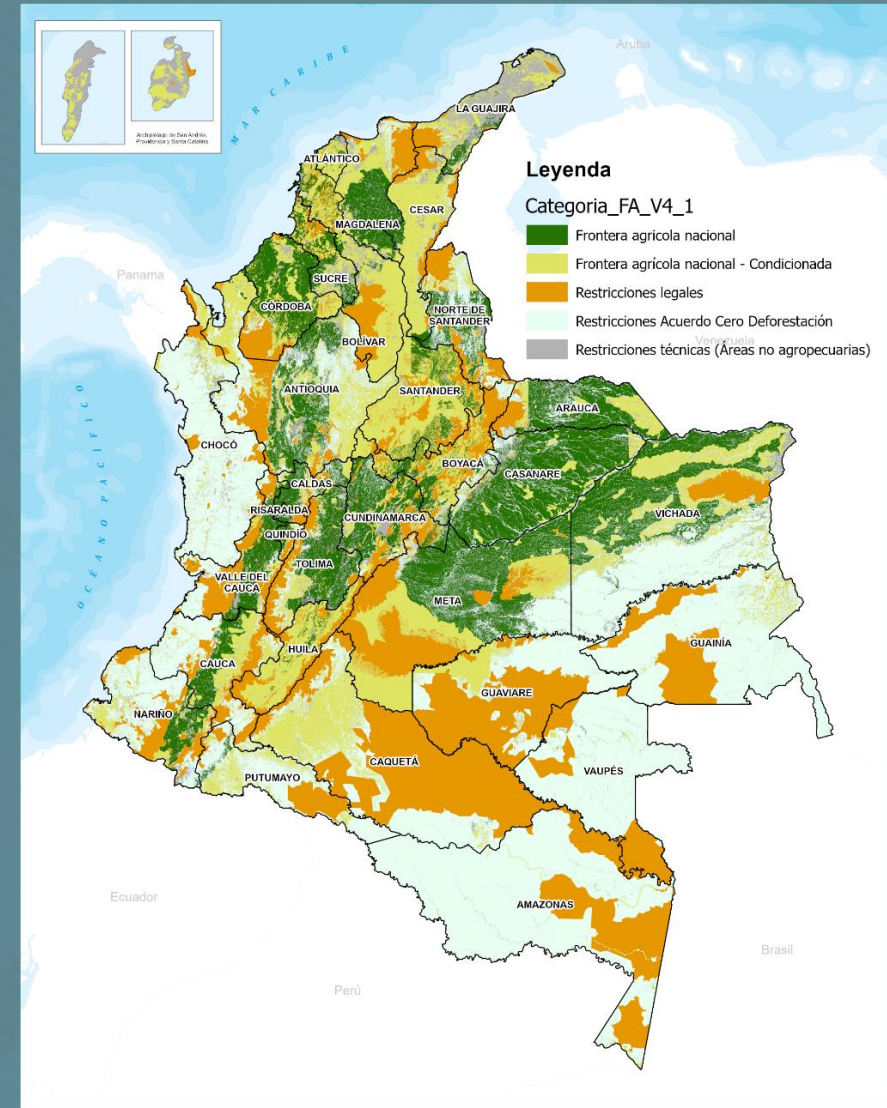 Archipiélago de San Andrés,
Providencia y Santa Catalina
MAR CARIBE
Aruba
Panama
Venezuela
OCÉANO PACÍFICO
Ecuador
Perú
Brasil
LA GUAJIRA
ATLÁNTICO
MAGDALENA
CESAR
SUCRE
CÓRDOBA
BOLÍVAR
NORTE DE
SANTANDER
ANTIOQUIA
SANTANDER
ARAUCA
CHOCÓ
BOYACÁ
CASANARE
CALDAS
RISARALDA
CUNDINAMARCA
VICHADA
QUINDÍO
TOLIMA
VALLE DEL
CAUCA
META
HUILA
GUAINÍA
CAUCA
GUAVIARE
NARIÑO
CAQUETÁ
VAUPÉS
PUTUMAYO
AMAZONAS
Leyenda
Categoria_FA_V4_1
Frontera agricola nacional
Frontera agrícola nacional - Condicionada
Restricciones legales
Restricciones Acuerdo Cero Deforestación
Restricciones técnicas (Áreas no agropecuarias)